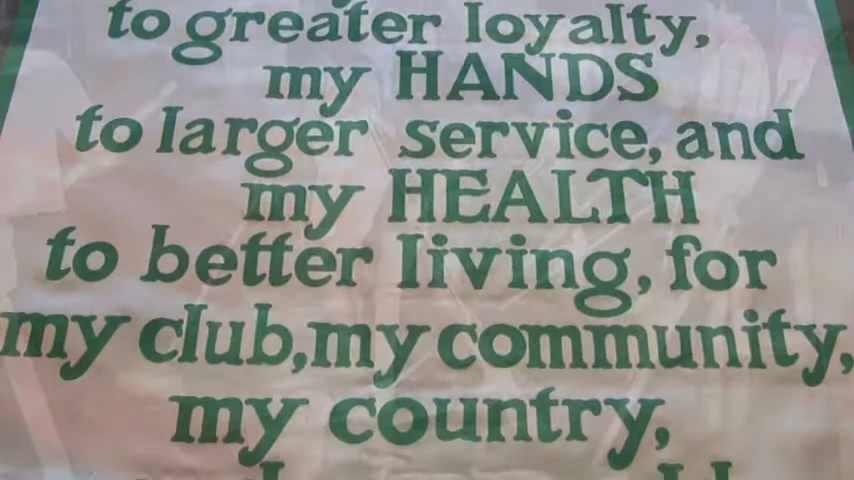 to greater loyalty,
my HANDS
to larger service, and
my HEALTH
to better living, for
my club, my community,
my country,